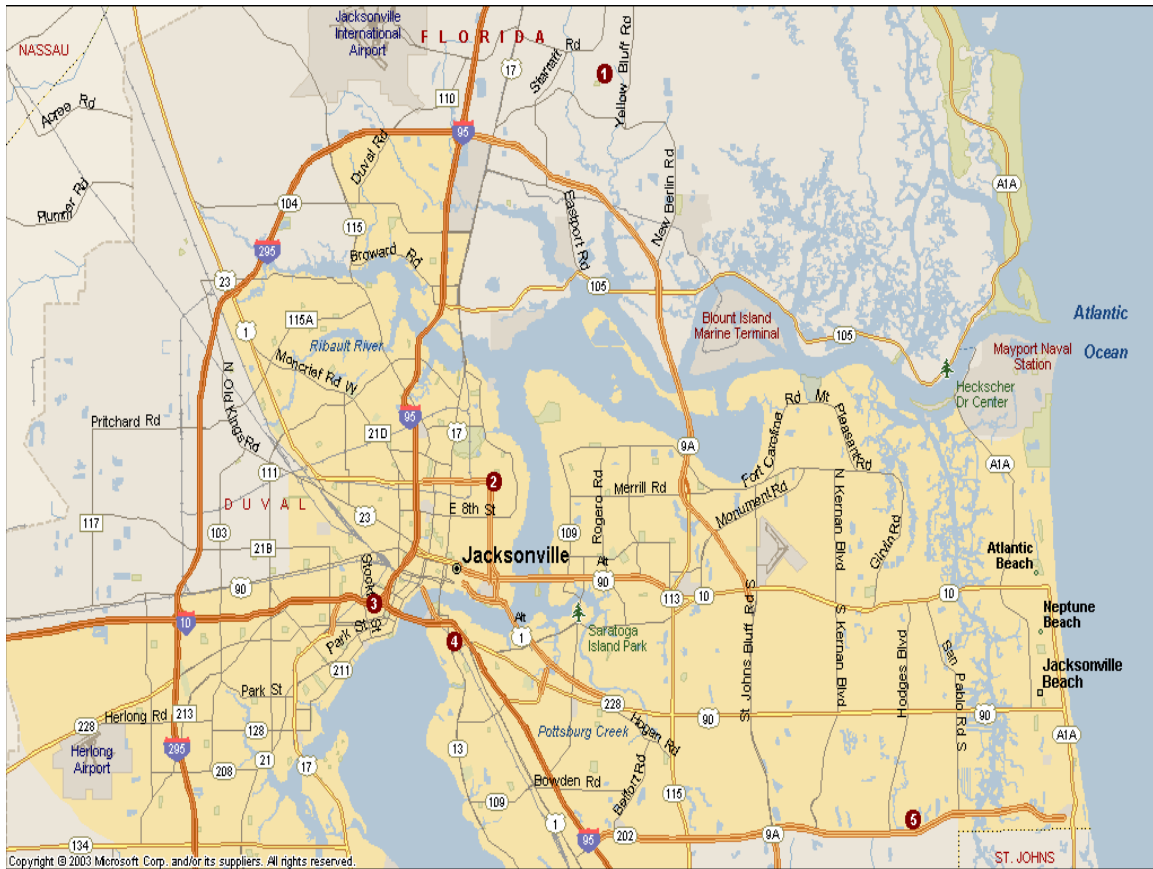 Jacksonville
International
Airport
FLORIDA
NASSAU
17
Starratt Rd
1
Yellow Bluff Rd
Acree Rd
110
95
Duval Rd
A1A
Plumner Rd
104
115
New Berlin Rd
Eastport Rd
295
Broward Rd
23
105
115A
1
Ribault River
Blount Island
Marine Terminal
105
Atlantic
Ocean
Mayport Naval
Station
Moncrief Rd W
Heckscher
Dr Center
N Old Kings Rd
Pritchard Rd
95
21D
17
9A
Fort Caroline Rd
Mt Pleasant Rd
A1A
111
2
Rogero Rd
Merrill Rd
Monument Rd
N Kernan Blvd
DUVAL
E 8th St
117
23
Girvin Rd
103
109
21B
Jacksonville
Alt
90
Atlantic
Beach
90
113
10
10
3
10
Park St
Alt
1
Saratoga
Island Park
Neptune
Beach
4
St Johns Bluff Rd S
S Kernan Blvd
Hodges Blvd
San Pablo Rd S
211
Jacksonville
Beach
Park St
228
90
90
Herlong Rd
213
228
Hogan Rd
128
Pottsburg Creek
A1A
Herlong
Airport
295
21
17
13
208
Bowden Rd
Belfort Rd
109
115
1
5
95
202
9A
134
ST. JOHNS
Copyright © 2003 Microsoft Corp. and/or its suppliers. All rights reserved.